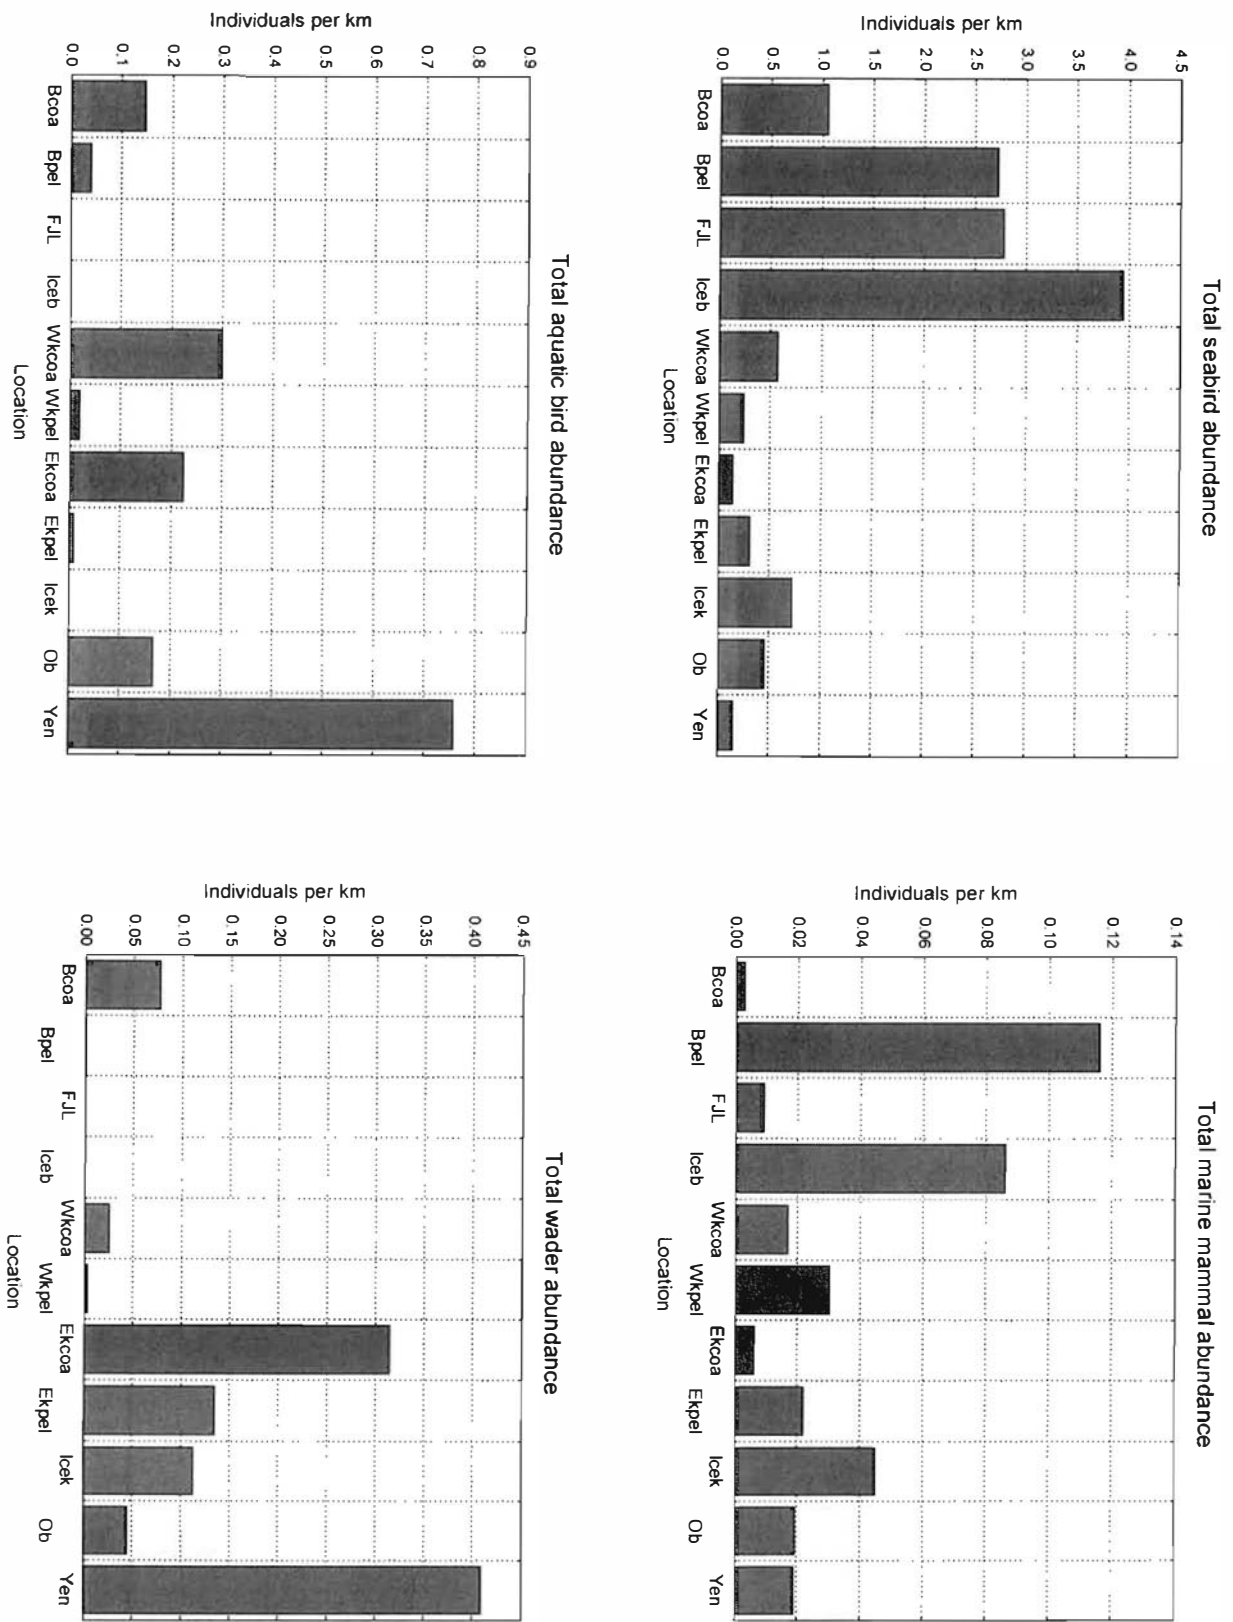 Total seabird abundance
Individuals per km
4.5
4.0
3.5
3.0
2.5
2.0
1.5
1.0
0.5
0.0
Bcoa Bpel FJL Iceb Wkcoa Wkpel Ekcoa Ekpel Icek Ob Yen
Location
Total marine mammal abundance
Individuals per km
0.14
0.12
0.10
0.08
0.06
0.04
0.02
0.00
Bcoa Bpel FJL Iceb Wkcoa Wkpel Ekcoa Ekpel Icek Ob Yen
Location
Total aquatic bird abundance
Individuals per km
0.9
0.8
0.7
0.6
0.5
0.4
0.3
0.2
0.1
0.0
Bcoa Bpel FJL Iceb Wkcoa Wkpel Ekcoa Ekpel Icek Ob Yen
Location
Total wader abundance
Individuals per km
0.45
0.40
0.35
0.30
0.25
0.20
0.15
0.10
0.05
0.00
Bcoa Bpel FJL Iceb Wkcoa Wkpel Ekcoa Ekpel Icek Ob Yen
Location